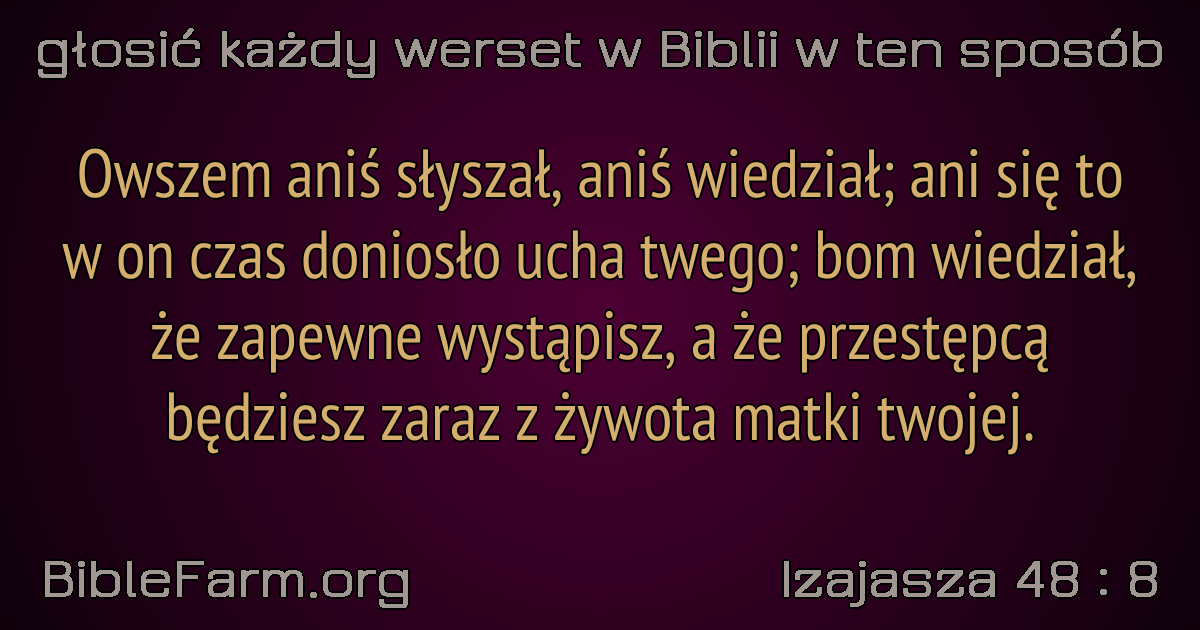 głosić każdy werset w Biblii w ten sposób
Owszem aniś słyszał, aniś wiedział; ani się to
w on czas doniosło ucha twego; bom wiedział,
że zapewne wystąpisz, a że przestępcą
będziesz zaraz z żywota matki twojej.
BibleFarm.org
Izajasza 48 : 8